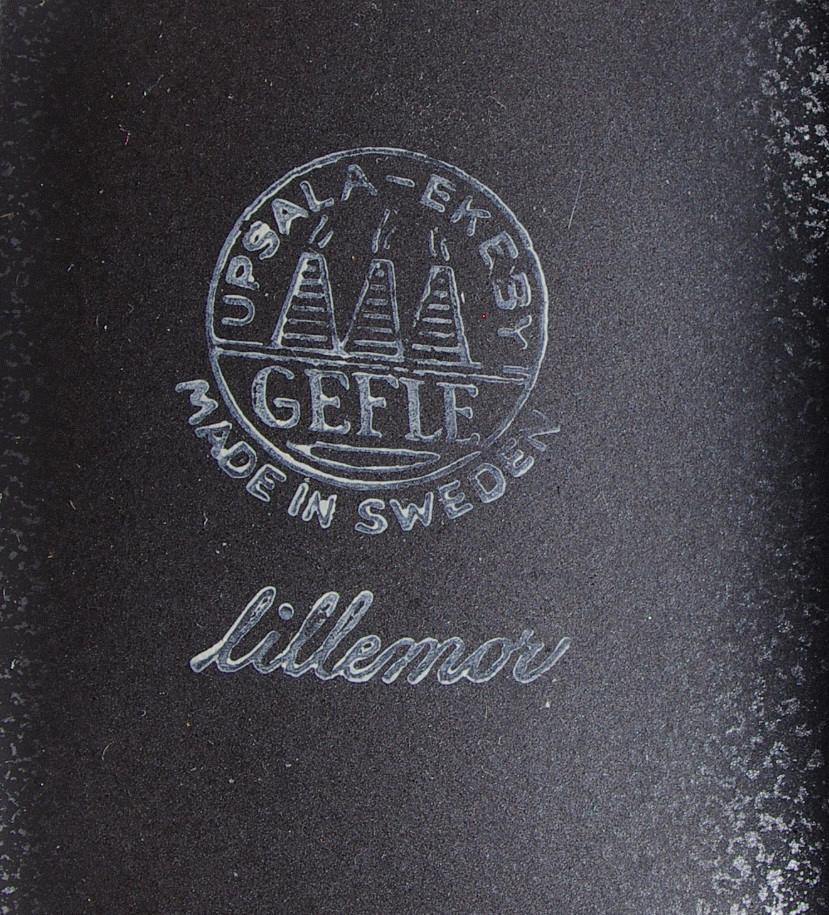 UPSALA-EKEBY
GEFLE
MADE IN SWEDEN
lillemor